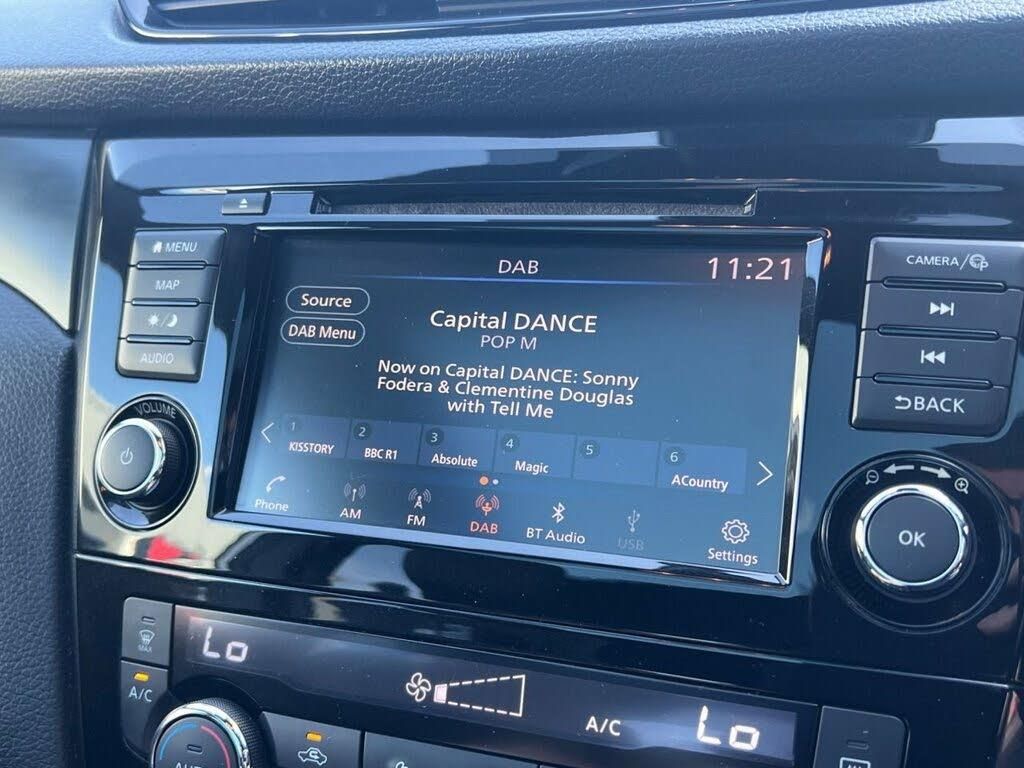 MENU
MAP
AUDIO
VOLUME
DAB
11:21
Source
DAB Menu
Capital DANCE
POP M
Now on Capital DANCE: Sonny
Fodera & Clementine Douglas
with Tell Me
1 KISSTORY
2 BBC R1
3 Absolute
4 Magic
5
6 ACountry
Phone
AM
FM
DAB
BT Audio
USB
Settings
CAMERA/
BACK
OK
MAX
A/C
Lo
A/C
Lo